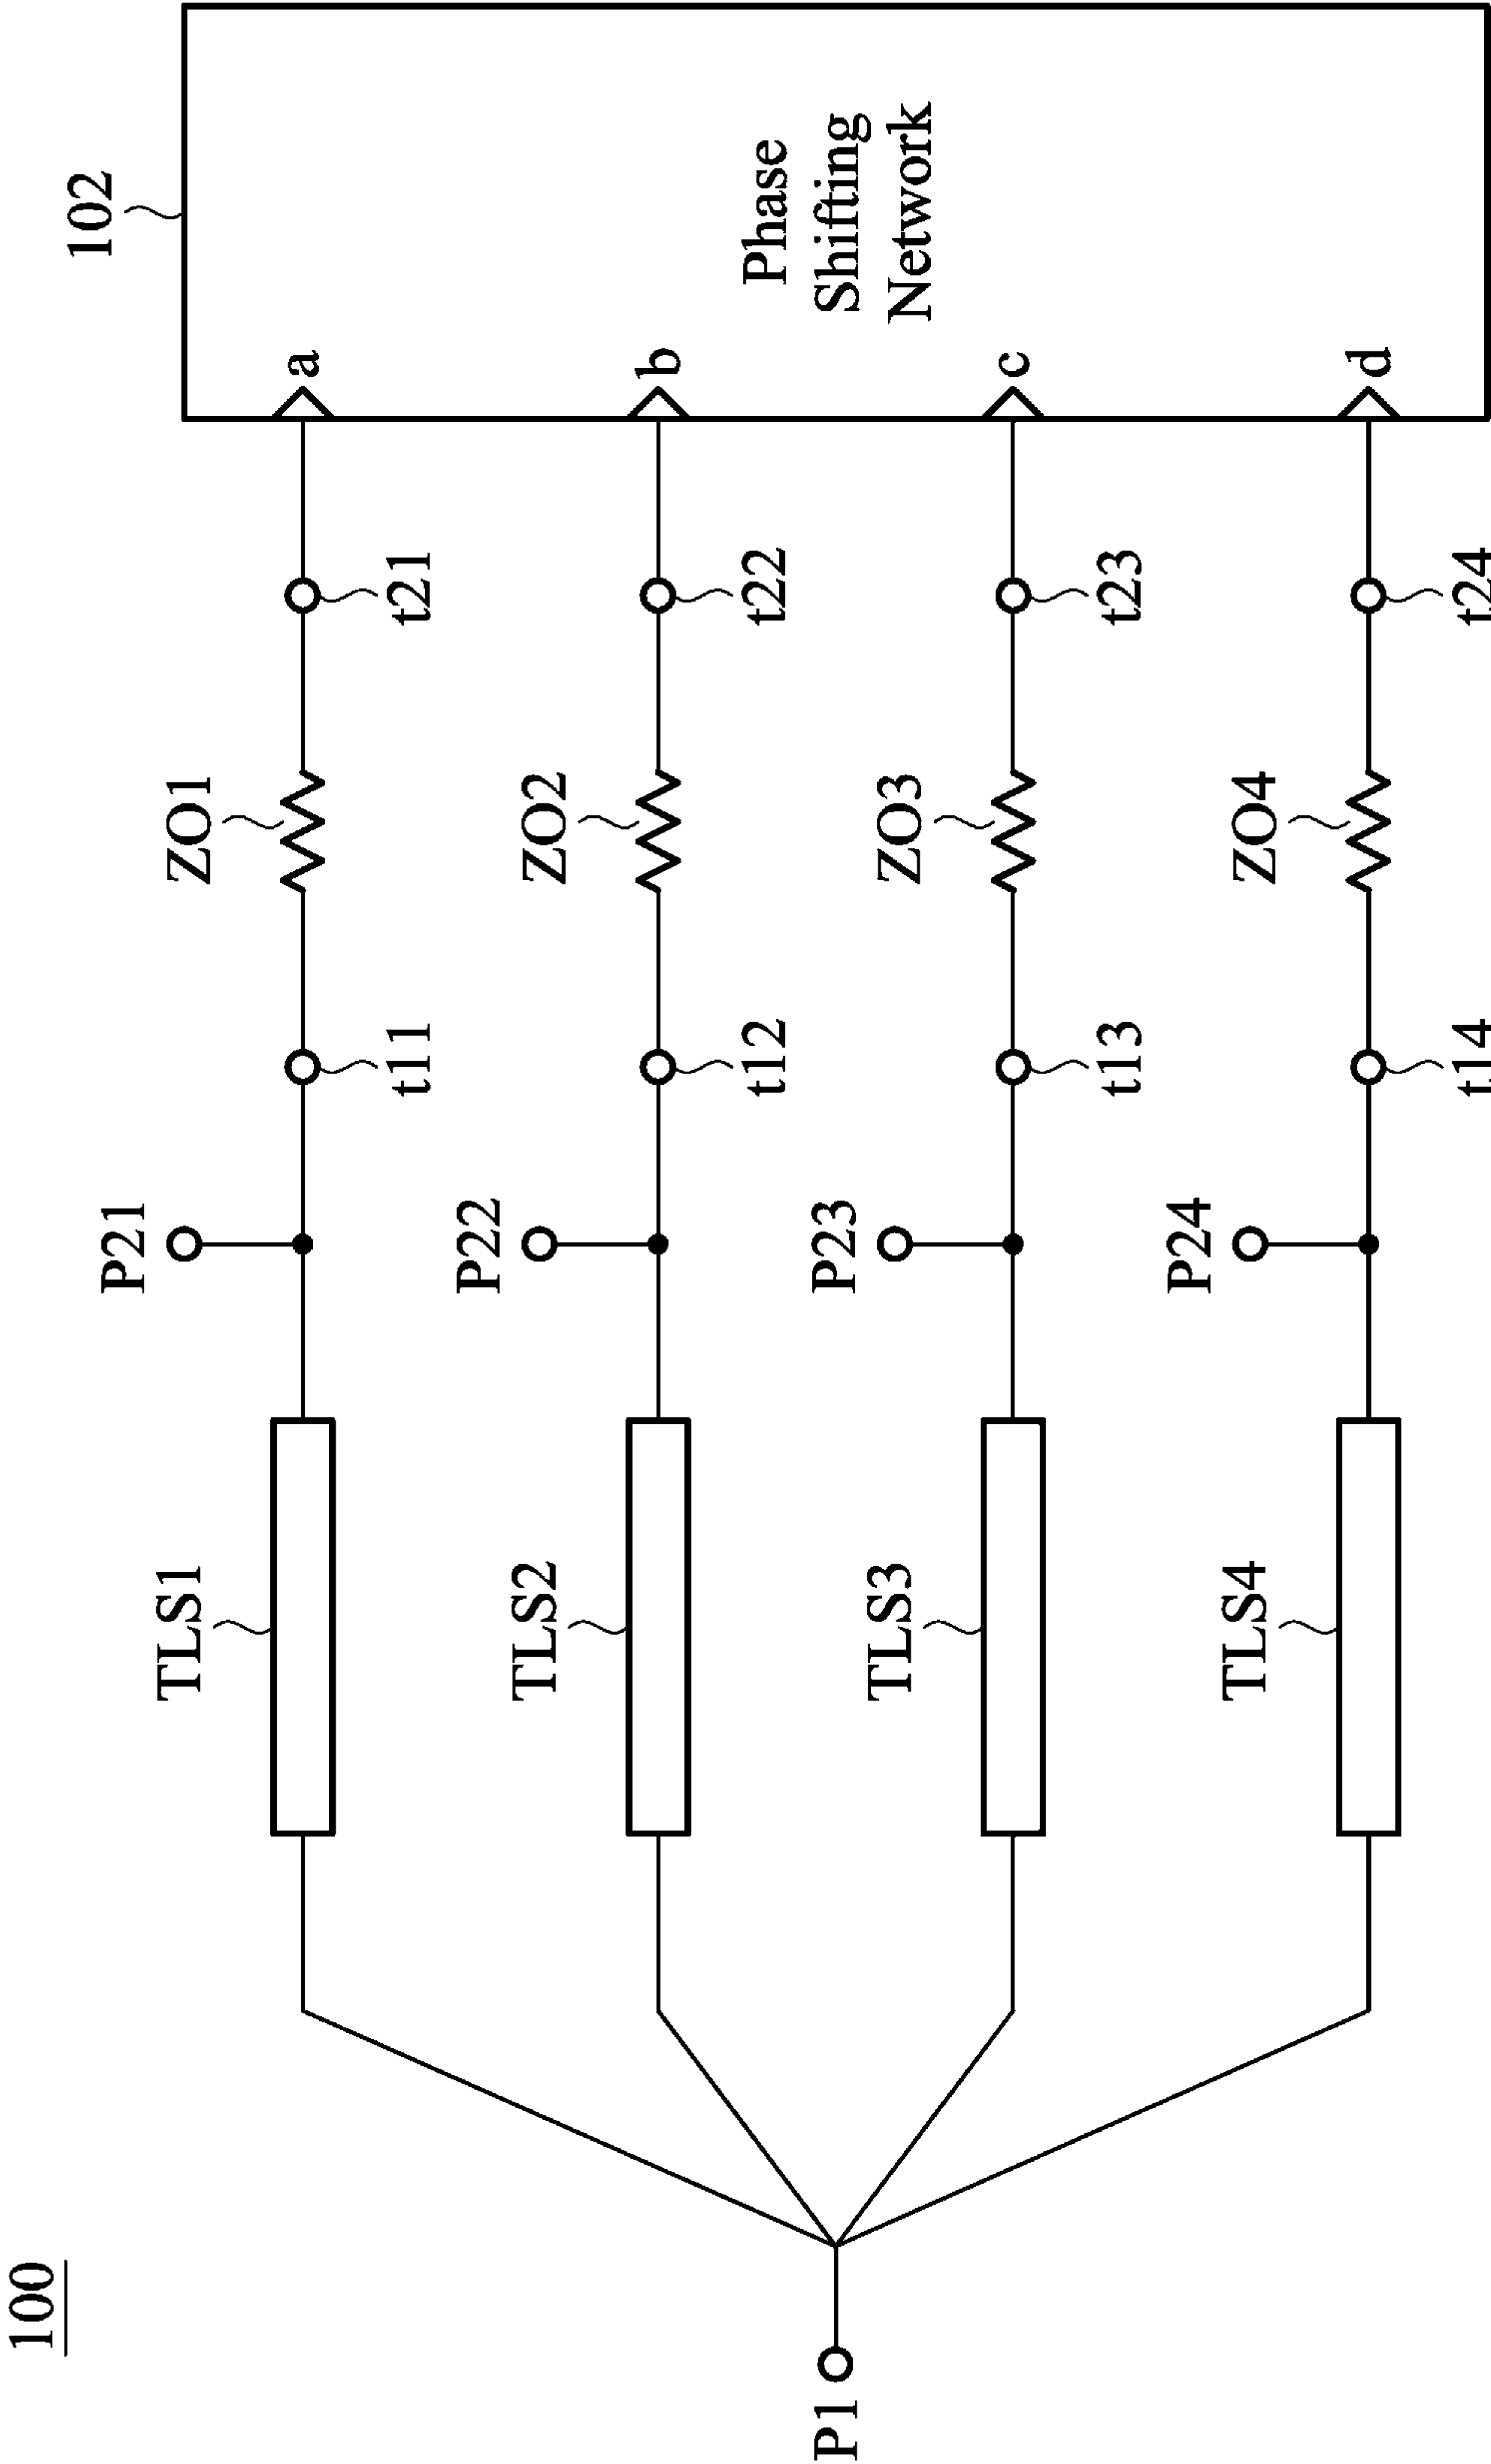 100
P1
TLS1
P21
t11
ZO1
t21
a
TLS2
P22
t12
ZO2
t22
b
TLS3
P23
t13
ZO3
t23
c
TLS4
P24
t14
ZO4
t24
d
102
Phase
Shifting
Network